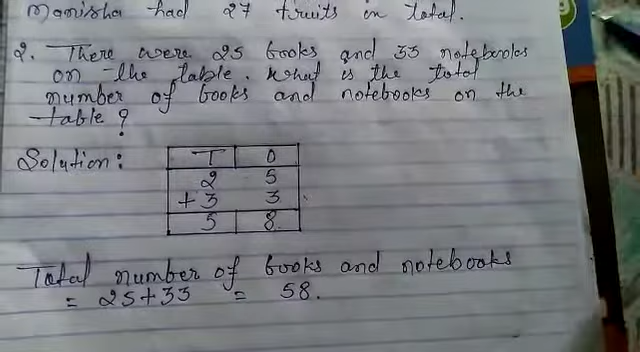 Manisha had 27 fruits in total.
2. There were 25 books and 33 notebooks
on the table. What is the total
number of books and notebooks on the
table?
Solution:
T O
2 5
+3 3
5 8
Total number of books and notebooks
= 25+33 = 58.